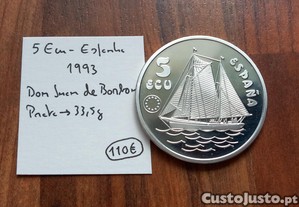 5 Ecu - Espanha
1993
Don Juan de Borbon
Prata → 33,5g
110€
5
ECU
ESPAÑA
CustoJusto.pt